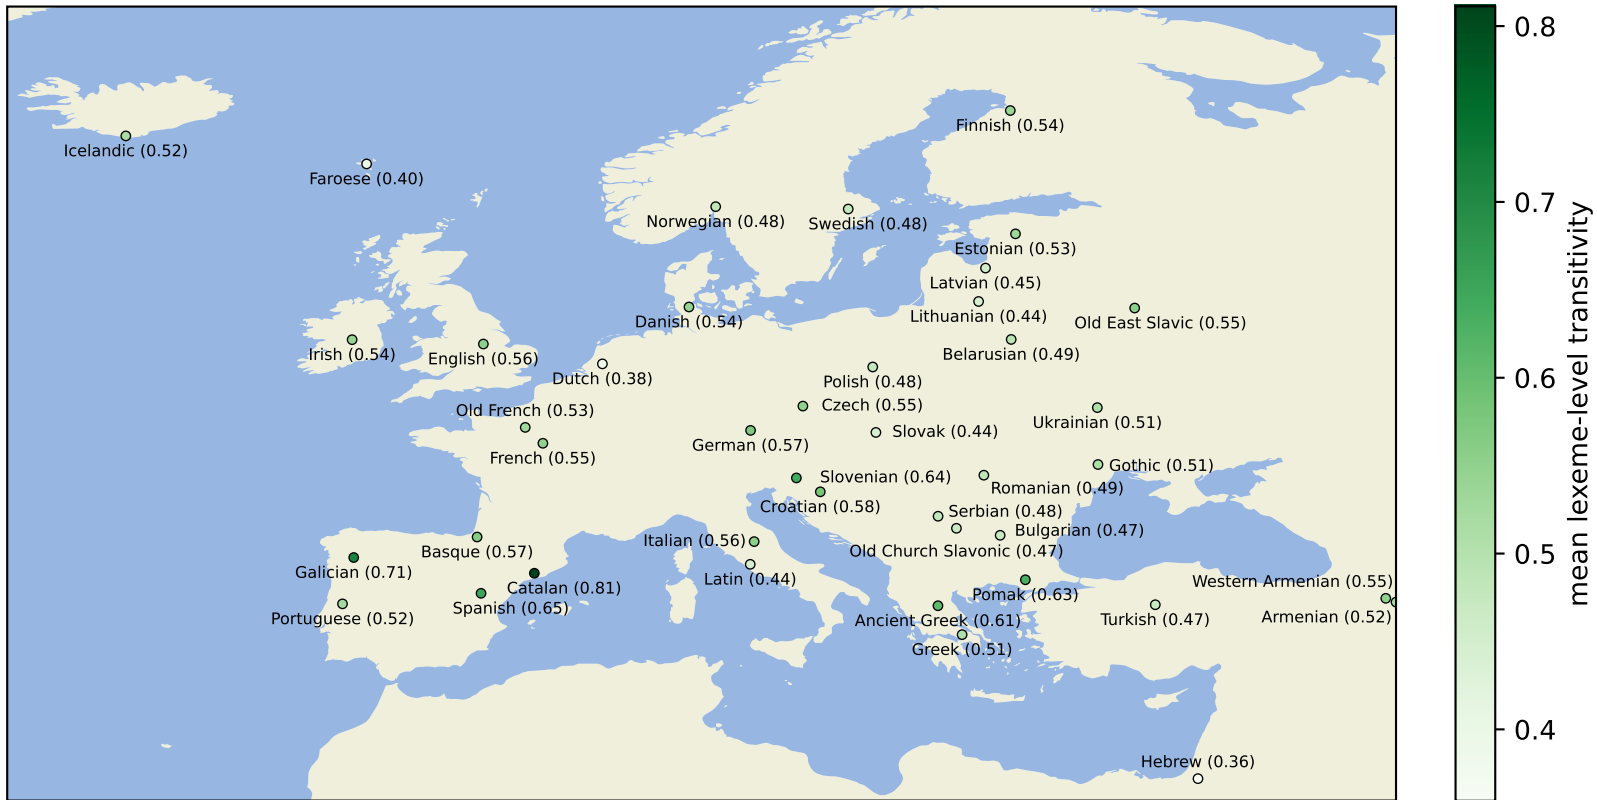 Icelandic (0.52)
Faroese (0.40)
Finnish (0.54)
Norwegian (0.48)
Swedish (0.48)
Estonian (0.53)
Latvian (0.45)
Lithuanian (0.44)
Danish (0.54)
Old East Slavic (0.55)
Irish (0.54)
English (0.56)
Belarusian (0.49)
Dutch (0.38)
Polish (0.48)
Old French (0.53)
Czech (0.55)
Ukrainian (0.51)
German (0.57)
Slovak (0.44)
French (0.55)
Gothic (0.51)
Slovenian (0.64)
Romanian (0.49)
Croatian (0.58)
Serbian (0.48)
Bulgarian (0.47)
Italian (0.56)
Basque (0.57)
Old Church Slavonic (0.47)
Galician (0.71)
Latin (0.44)
Catalan (0.81)
Western Armenian (0.55)
Spanish (0.65)
Pomak (0.63)
Portuguese (0.52)
Ancient Greek (0.61)
Turkish (0.47)
Armenian (0.52)
Greek (0.51)
Hebrew (0.36)
0.8
0.7
0.6
0.5
0.4
mean lexeme-level transitivity